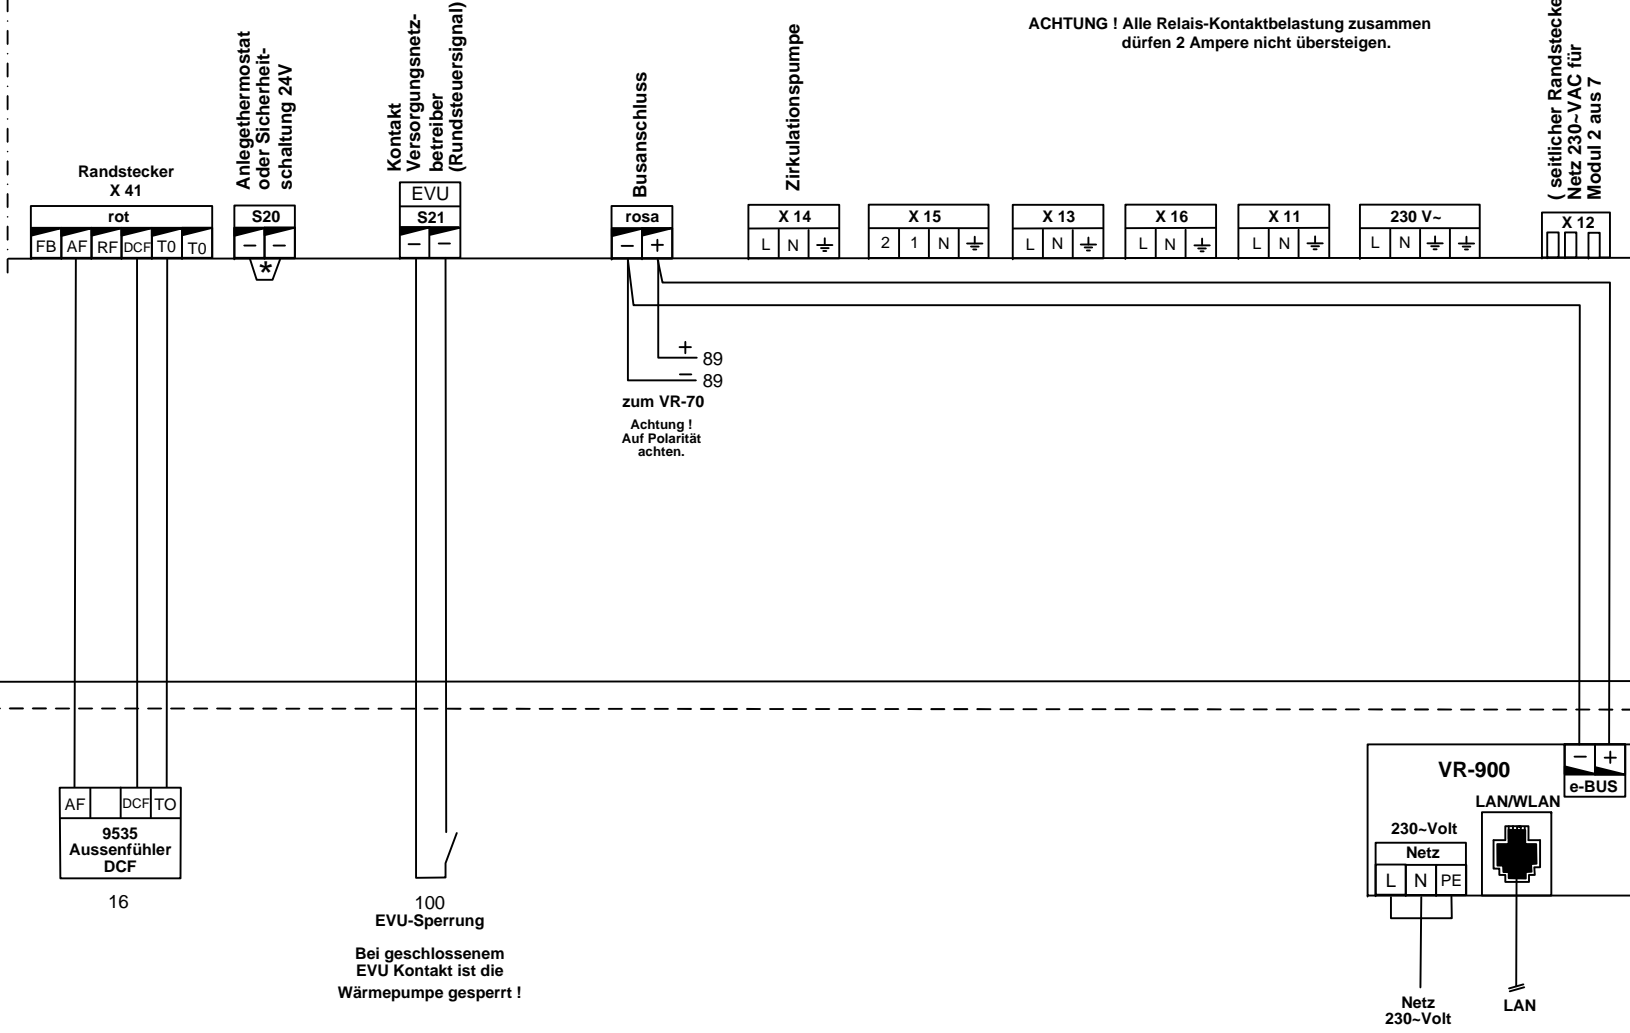 ACHTUNG ! Alle Relais-Kontaktbelastung zusammen
dürfen 2 Ampere nicht übersteigen.
Randstecker
X 41
rot
FB AF RF DCF T0 T0
Anlegethermostat
oder Sicherheit-
schaltung 24V
S20
− −
*
Kontakt
Versorgungsnetz-
betreiber
(Rundsteuersignal)
EVU
S21
− −
Busanschluss
rosa
− +
Zirkulationspumpe
X 14
L N
X 15
2 1 N
X 13
L N
X 16
L N
X 11
L N
230 V~
L N
( seitlicher Randstecke
Netz 230~VAC für
Modul 2 aus 7
X 12
+ 89
− 89
zum VR-70
Achtung !
Auf Polarität
achten.
AF DCF TO
9535
Aussenfühler
DCF
16
100
EVU-Sperrung
Bei geschlossenem
EVU Kontakt ist die
Wärmepumpe gesperrt !
VR-900
− +
e-BUS
LAN/WLAN
230~Volt
Netz
L N PE
Netz
230~Volt
LAN